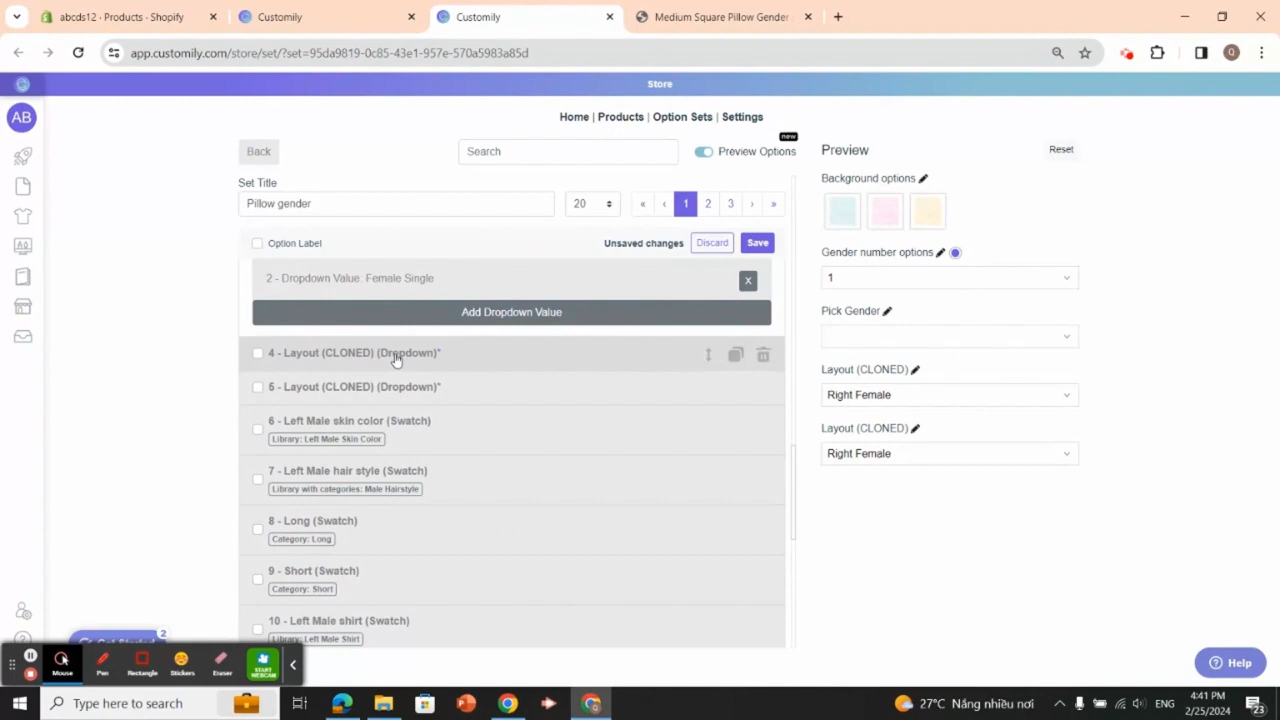 abcds12 · Products · Shopify
Customily
Customily
Medium Square Pillow Gender
app.customily.com/store/set/?set=95da9819-0c85-43e1-957e-570a5983a85d
Q
Store
AB
Home | Products | Option Sets | Settings
new
Back
Search
Preview Options
Preview
Reset
Set Title
Pillow gender
20
« ‹ 1 2 3 › »
Option Label
Unsaved changes
Discard
Save
2 - Dropdown Value: Female Single
X
Add Dropdown Value
4 - Layout (CLONED) (Dropdown)*
5 - Layout (CLONED) (Dropdown)*
6 - Left Male skin color (Swatch)
Library: Left Male Skin Color
7 - Left Male hair style (Swatch)
Library with categories: Male Hairstyle
8 - Long (Swatch)
Category: Long
9 - Short (Swatch)
Category: Short
10 - Left Male shirt (Swatch)
Library: Left Male Shirt
Background options
Gender number options
1
Pick Gender
Layout (CLONED)
Right Female
Layout (CLONED)
Right Female
Get Started
2
Mouse
Pen
Rectangle
Stickers
Eraser
START WEBCAM
Help
Type here to search
27°C Nắng nhiều nơi
ENG
4:41 PM
2/25/2024
23